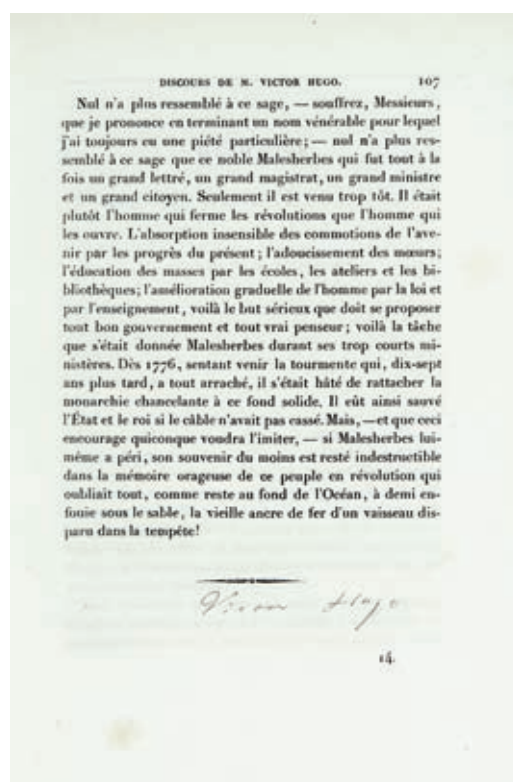 DISCOURS DE M. VICTOR HUGO. 107
Nul n'a plus ressemblé à ce sage, — souffrez, Messieurs,
que je prononce en terminant un nom vénérable pour lequel
j'ai toujours eu une piété particulière; — nul n'a plus res-
semblé à ce sage que ce noble Malesherbes qui fut tout à la
fois un grand lettré, un grand magistrat, un grand ministre
et un grand citoyen. Seulement il est venu trop tôt. Il était
plutôt l'homme qui ferme les révolutions que l'homme qui
les ouvre. L'absorption insensible des commotions de l'ave-
nir par les progrès du présent; l'adoucissement des mœurs;
l'éducation des masses par les écoles, les ateliers et les bi-
bliothèques; l'amélioration graduelle de l'homme par la loi et
par l'enseignement, voilà le but sérieux que doit se proposer
tout bon gouvernement et tout vrai penseur; voilà la tâche
que s'était donnée Malesherbes durant ses trop courts mi-
nistères. Dès 1776, sentant venir la tourmente qui, dix-sept
ans plus tard, a tout arraché, il s'était hâté de rattacher la
monarchie chancelante à ce fond solide. Il eût ainsi sauvé
l'État et le roi si le câble n'avait pas cassé. Mais, — et que ceci
encourage quiconque voudra l'imiter, — si Malesherbes lui-
même a péri, son souvenir du moins est resté indestructible
dans la mémoire orageuse de ce peuple en révolution qui
oubliait tout, comme reste au fond de l'Océan, à demi en-
fouie sous le sable, la vieille ancre de fer d'un vaisseau dis-
paru dans la tempête!
Victor Hugo
14.